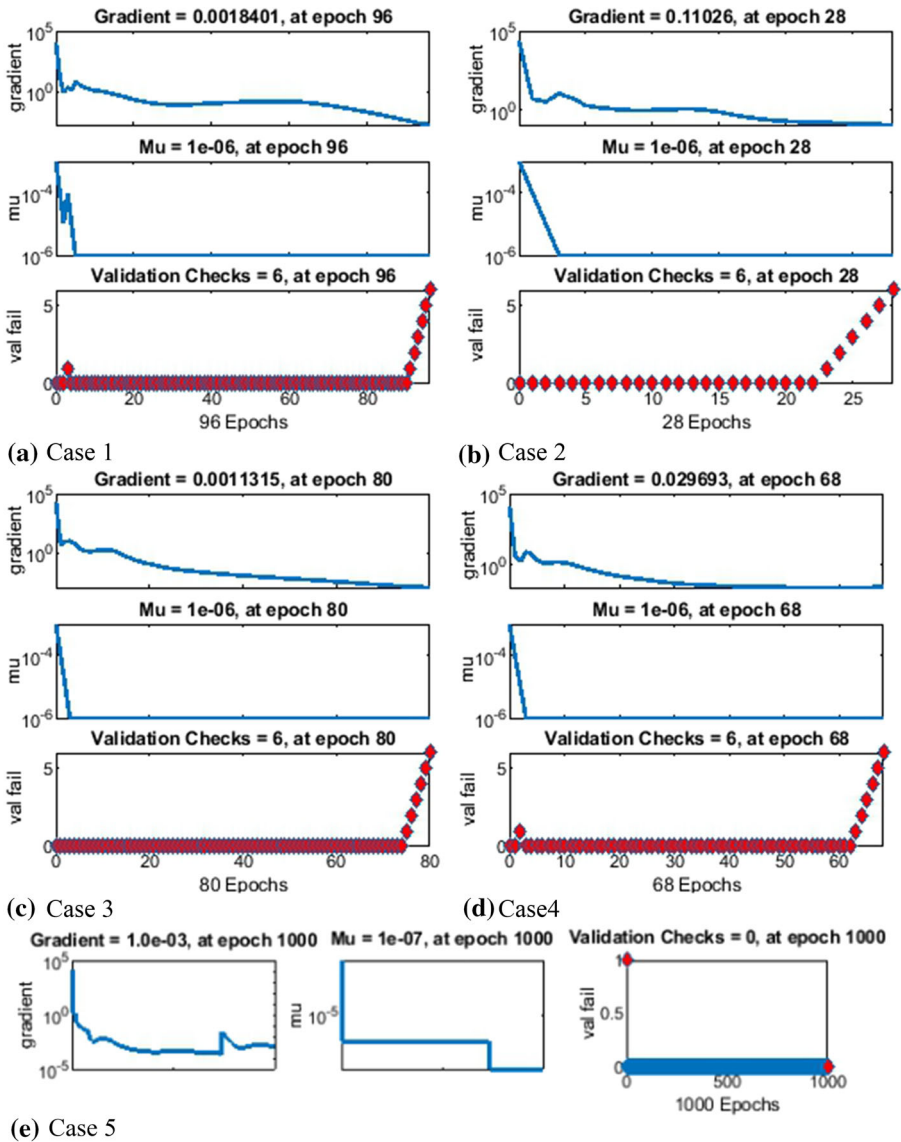 Gradient = 0.0018401, at epoch 96
10^5
10^0
gradient
Mu = 1e-06, at epoch 96
10^-4
10^-6
mu
Validation Checks = 6, at epoch 96
5
0
val fail
0 20 40 60 80
96 Epochs
(a) Case 1
Gradient = 0.11026, at epoch 28
10^5
10^0
gradient
Mu = 1e-06, at epoch 28
10^-4
10^-6
mu
Validation Checks = 6, at epoch 28
5
0
val fail
0 5 10 15 20 25
28 Epochs
(b) Case 2
Gradient = 0.0011315, at epoch 80
10^5
10^0
gradient
Mu = 1e-06, at epoch 80
10^-4
10^-6
mu
Validation Checks = 6, at epoch 80
5
0
val fail
0 20 40 60 80
80 Epochs
(c) Case 3
Gradient = 0.029693, at epoch 68
10^5
10^0
gradient
Mu = 1e-06, at epoch 68
10^-4
10^-6
mu
Validation Checks = 6, at epoch 68
5
0
val fail
0 10 20 30 40 50 60
68 Epochs
(d) Case4
Gradient = 1.0e-03, at epoch 1000
10^5
10^0
10^-5
gradient
Mu = 1e-07, at epoch 1000
10^-5
mu
Validation Checks = 0, at epoch 1000
1
0.5
0
val fail
0 500 1000
1000 Epochs
(e) Case 5